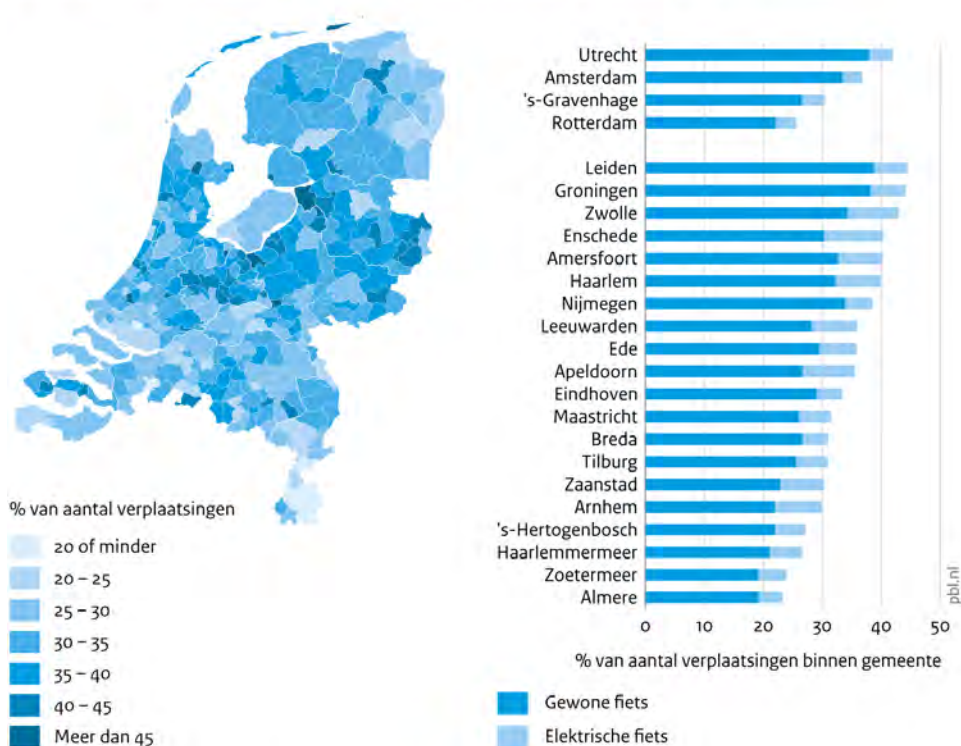 % van aantal verplaatsingen
20 of minder
20 – 25
25 – 30
30 – 35
35 – 40
40 – 45
Meer dan 45
Utrecht
Amsterdam
's-Gravenhage
Rotterdam
Leiden
Groningen
Zwolle
Enschede
Amersfoort
Haarlem
Nijmegen
Leeuwarden
Ede
Apeldoorn
Eindhoven
Maastricht
Breda
Tilburg
Zaanstad
Arnhem
's-Hertogenbosch
Haarlemmermeer
Zoetermeer
Almere
0 10 20 30 40 50
% van aantal verplaatsingen binnen gemeente
Gewone fiets
Elektrische fiets
pbl.nl